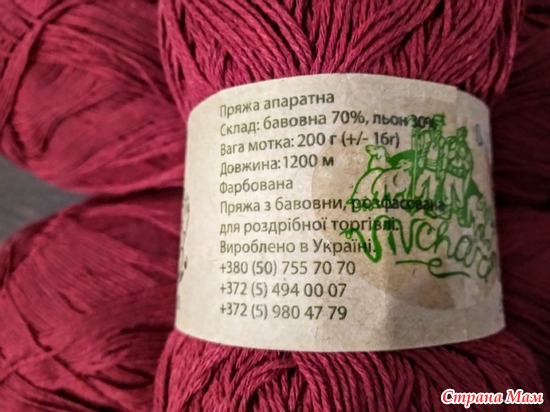 Пряжа апаратна
Склад: бавовна 70%, льон 30%
Вага мотка: 200 г (+/- 16г)
Довжина: 1200 м
Фарбована
Пряжа з бавовни, розфасована
для роздрібної торгівлі.
Вироблено в Україні.
+380 (50) 755 70 70
+372 (5) 494 00 07
+372 (5) 980 47 79
Vivchari
Страна Мам